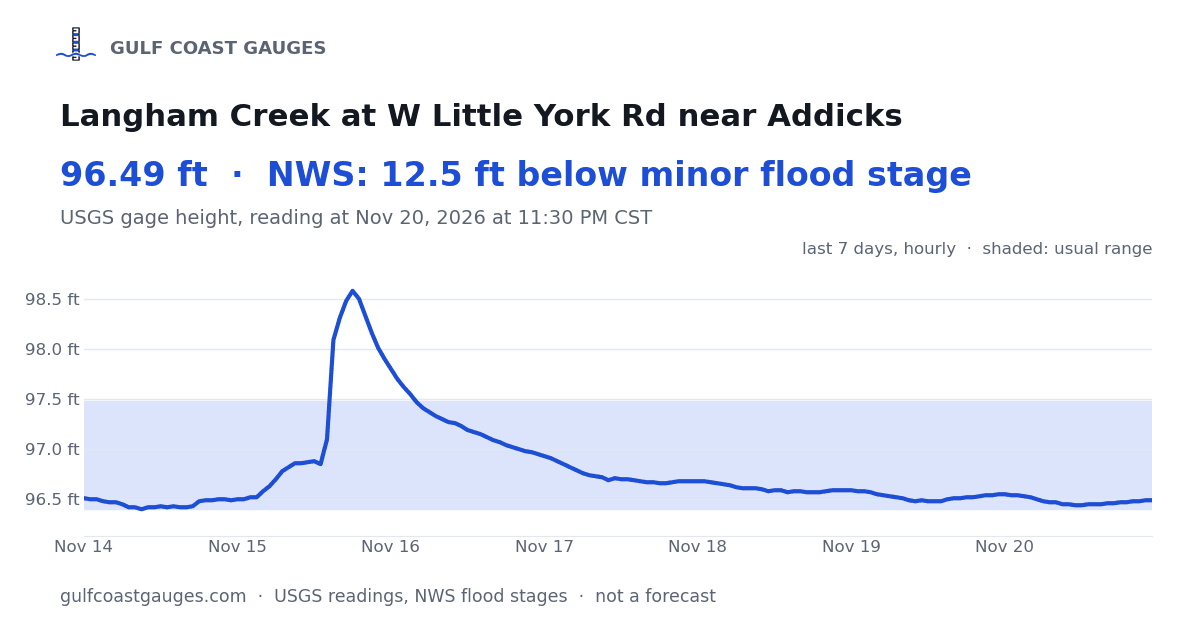 GULF COAST GAUGES
Langham Creek at W Little York Rd near Addicks
96.49 ft · NWS: 12.5 ft below minor flood stage
USGS gage height, reading at Nov 20, 2026 at 11:30 PM CST
last 7 days, hourly · shaded: usual range
98.5 ft
98.0 ft
97.5 ft
97.0 ft
96.5 ft
Nov 14 Nov 15 Nov 16 Nov 17 Nov 18 Nov 19 Nov 20
gulfcoastgauges.com · USGS readings, NWS flood stages · not a forecast